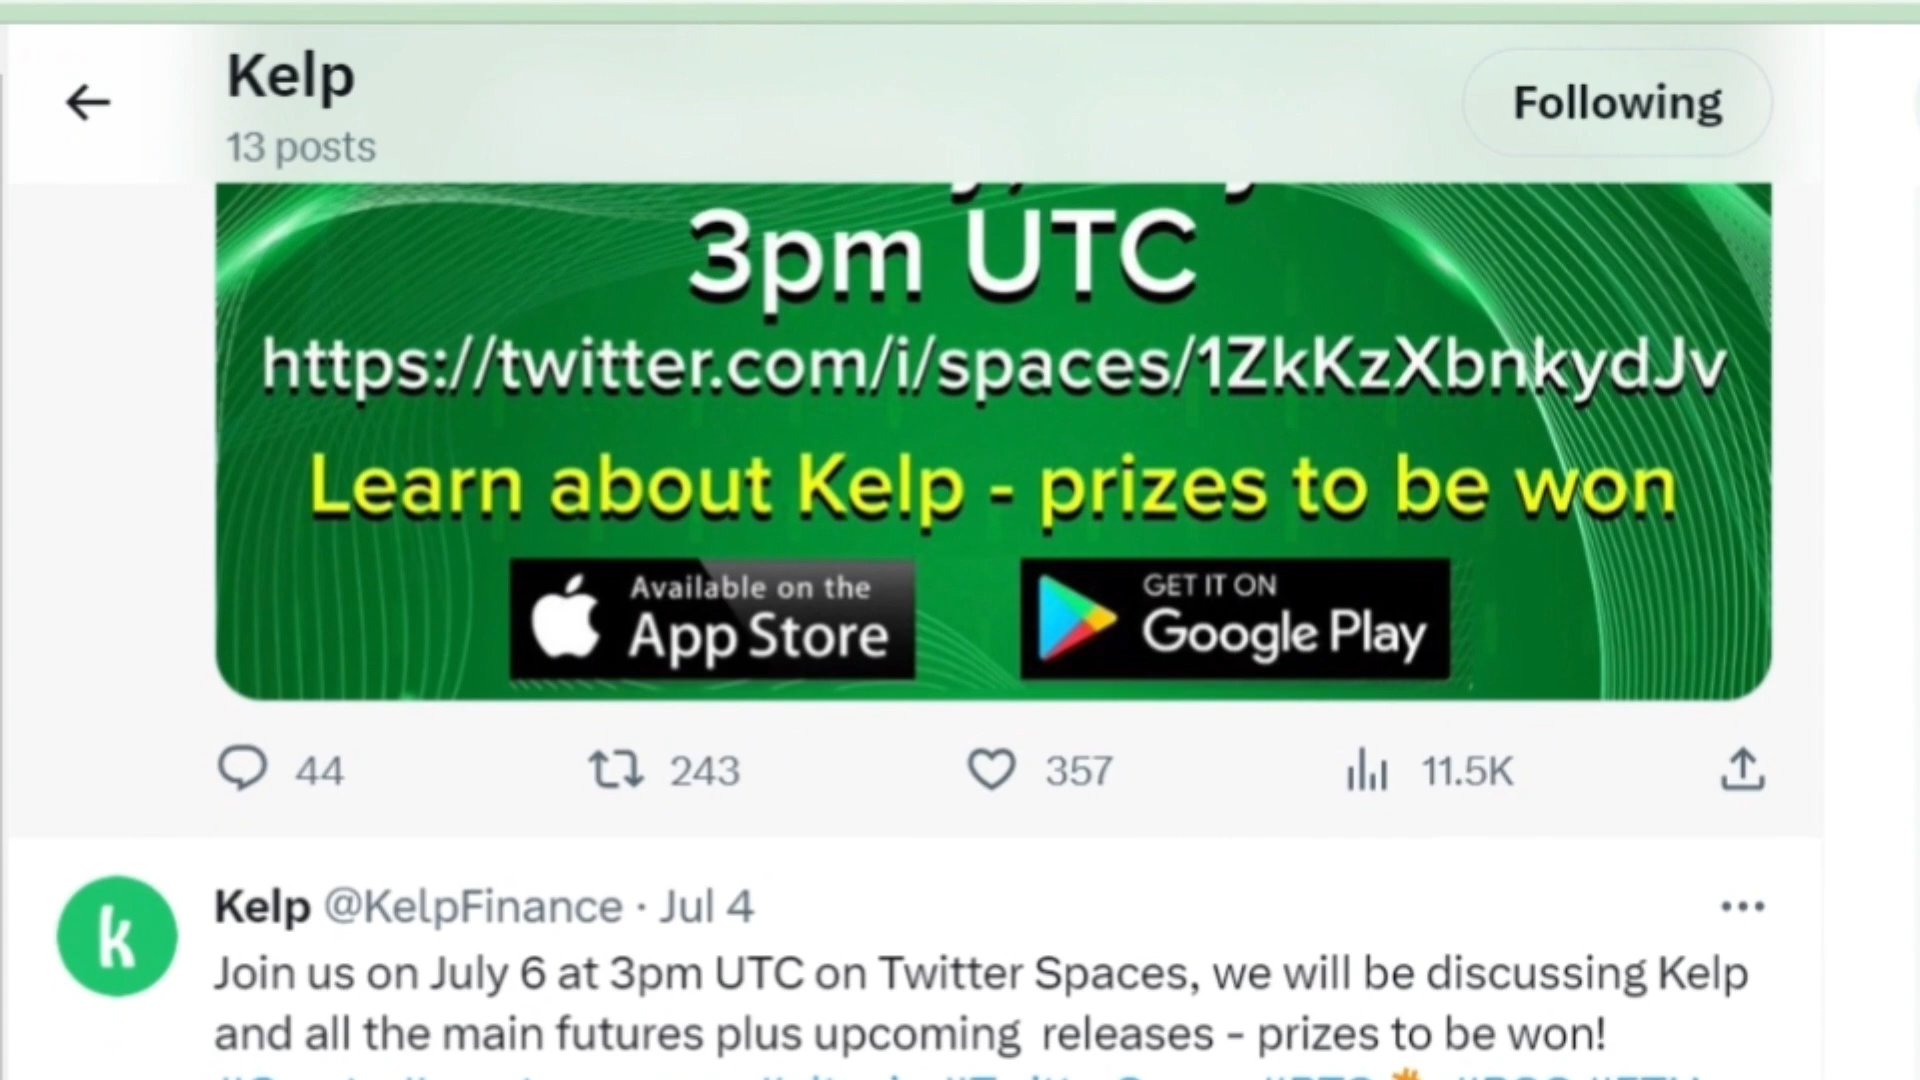 Kelp
13 posts
Following
3pm UTC
https://twitter.com/i/spaces/1ZkKzXbnkydJv
Learn about Kelp - prizes to be won
Available on the
App Store
GET IT ON
Google Play
44 243 357 11.5K
k
Kelp @KelpFinance · Jul 4
Join us on July 6 at 3pm UTC on Twitter Spaces, we will be discussing Kelp
and all the main futures plus upcoming releases - prizes to be won!